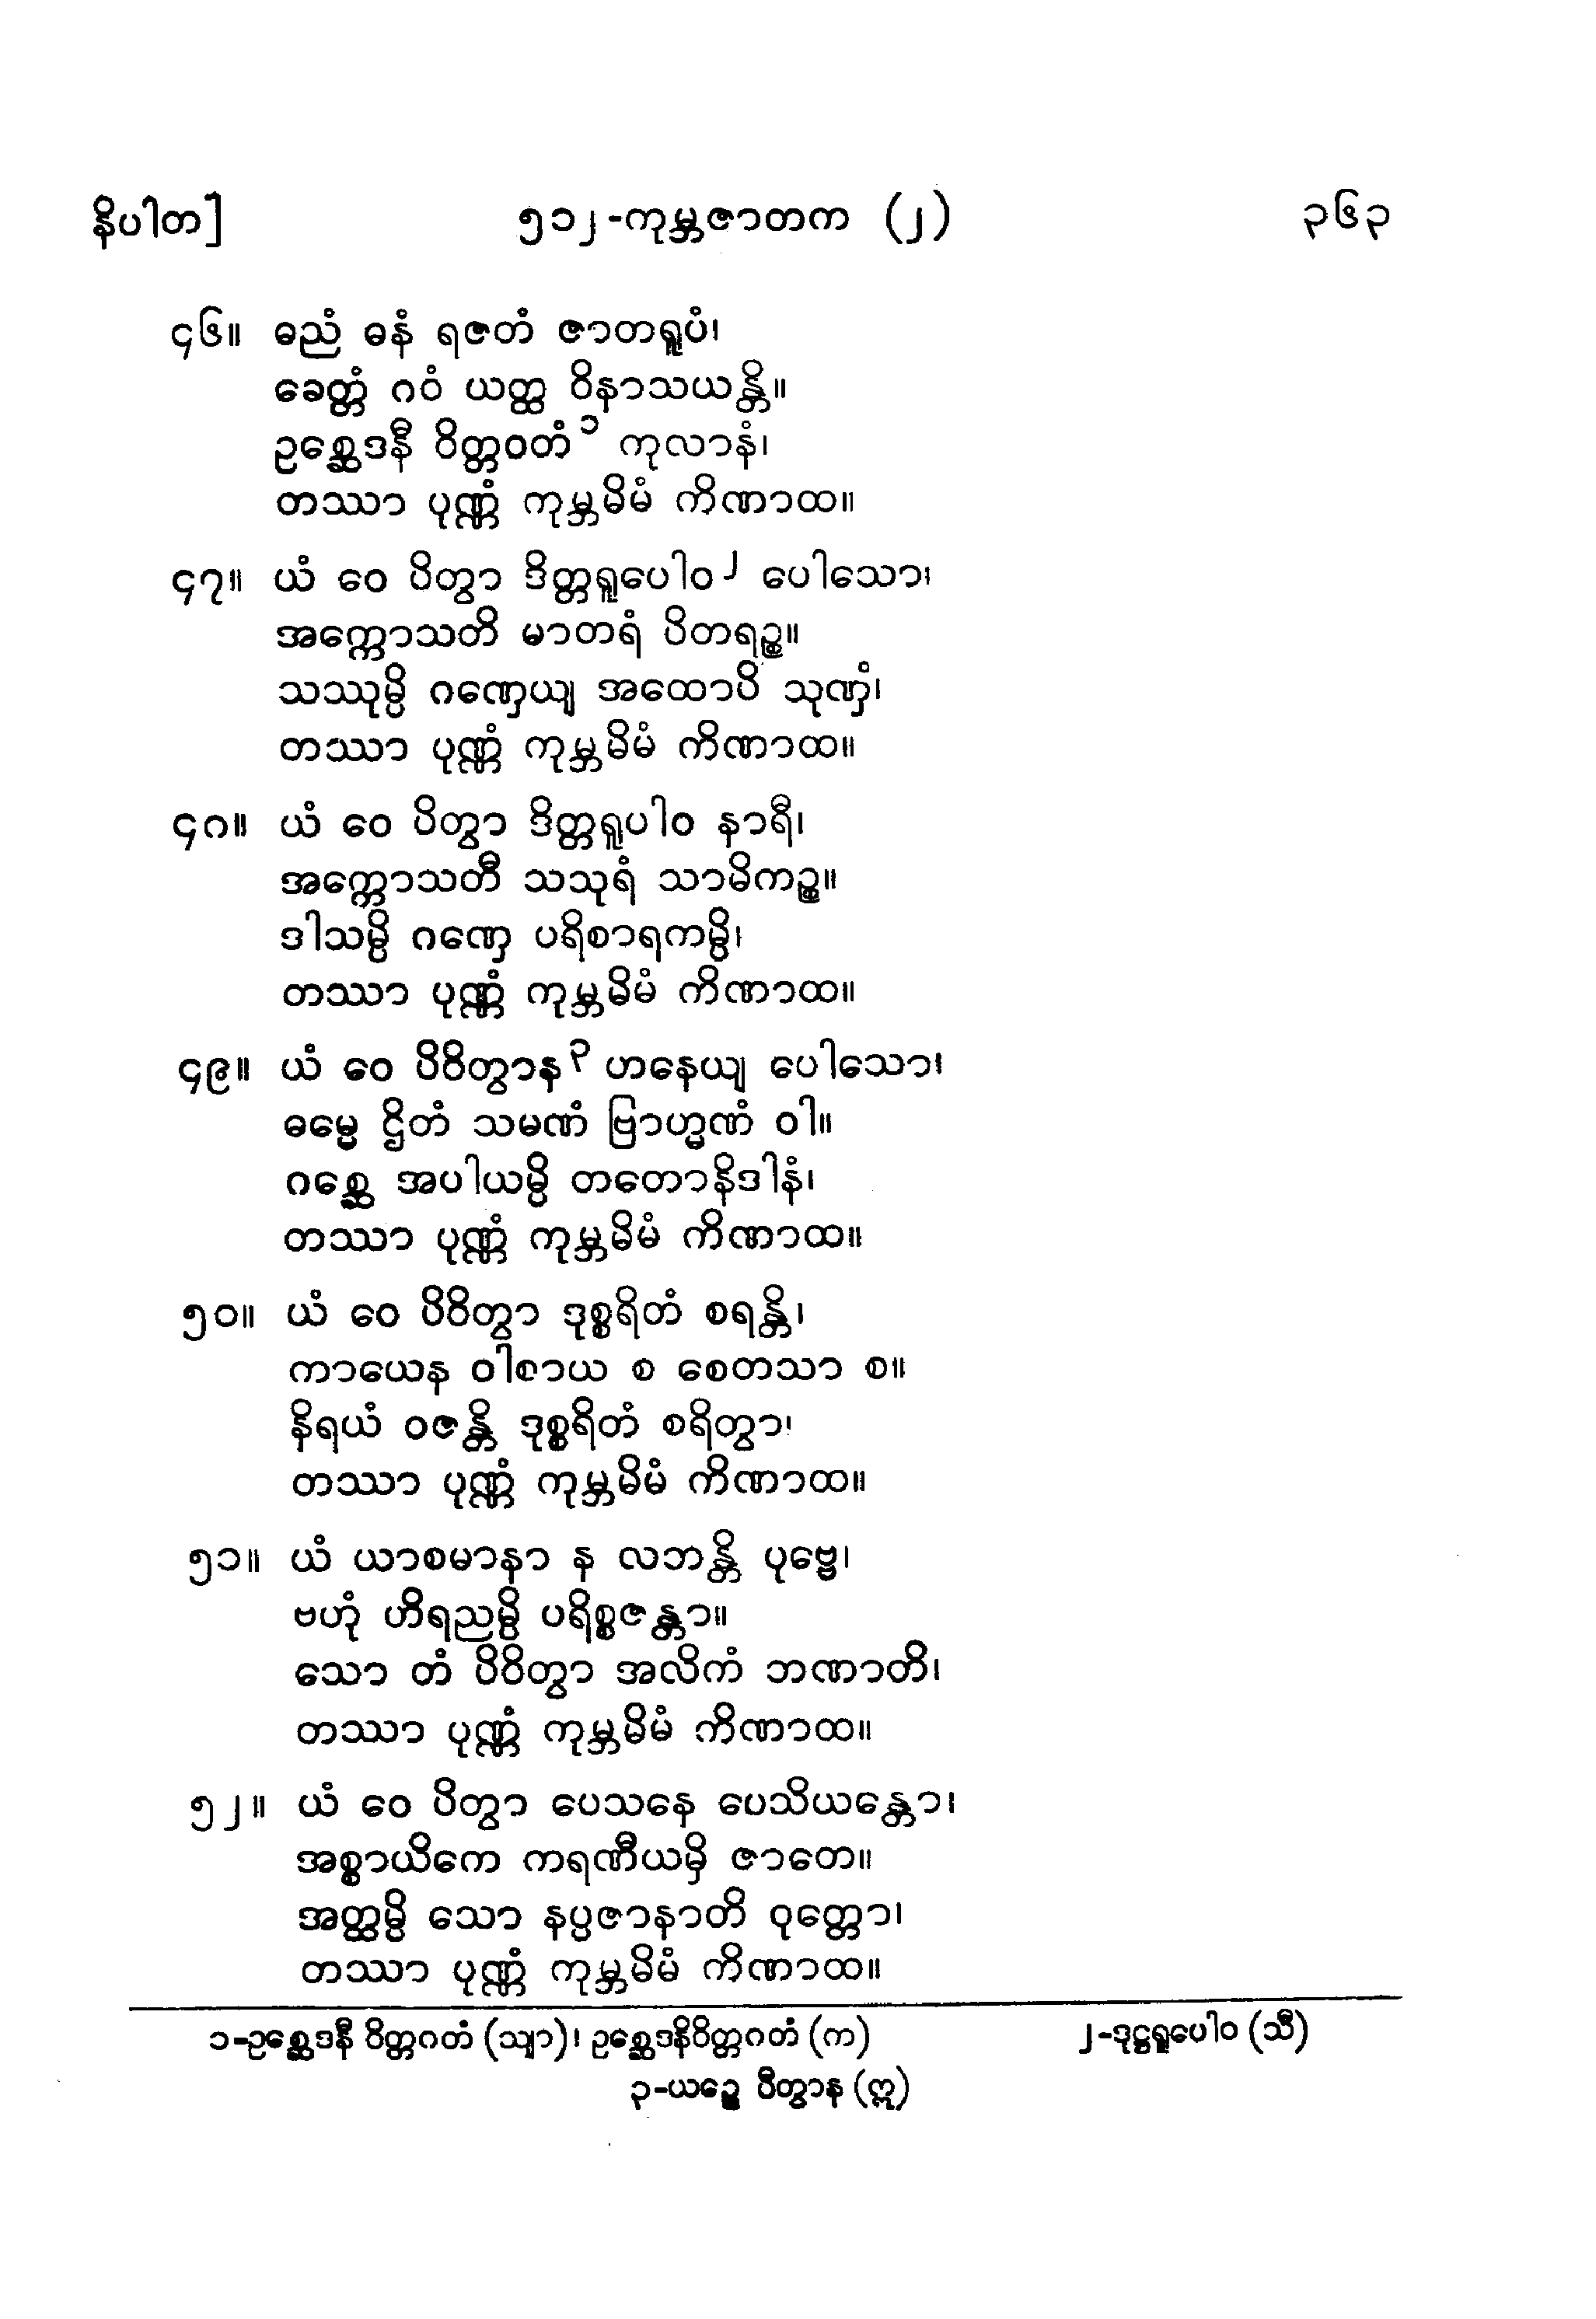 နိပါတ] ၅၁၂-ကုမ္ဘဇာတက (၂) ၃၆၃
၄၆။ ဓညံ ဓနံ ရဇတံ ဇာတရူပံ၊
ခေတ္တံ ဂဝံ ယတ္ထ ဝိနာသယန္တိ။
ဥစ္ဆေဒနီ ဝိတ္တဝတံ၁ ကုလာနံ၊
တဿာ ပုဏ္ဏံ ကုမ္ဘမိမံ ကိဏာထ။
၄၇။ ယံ ဝေ ပိတွာ ဒိတ္တရူပေါဝ၂ ပေါသော၊
အက္ကောသတိ မာတရံ ပိတရဉ္စ။
သဿုမ္ပိ ဂဏှေယျ အထောပိ သုဏှံ၊
တဿာ ပုဏ္ဏံ ကုမ္ဘမိမံ ကိဏာထ။
၄၈။ ယံ ဝေ ပိတွာ ဒိတ္တရူပါဝ နာရီ၊
အက္ကောသတိ သသုရံ သာမိကဉ္စ။
ဒါသမ္ပိ ဂဏှေ ပရိစာရကမ္ပိ၊
တဿာ ပုဏ္ဏံ ကုမ္ဘမိမံ ကိဏာထ။
၄၉။ ယံ ဝေ ပိဝိတွာန၃ ဟနေယျ ပေါသော၊
ဓမ္မေ ဌိတံ သမဏံ ဗြာဟ္မဏံ ဝါ။
ဂစ္ဆေ အပါယမ္ပိ တတောနိဒါနံ၊
တဿာ ပုဏ္ဏံ ကုမ္ဘမိမံ ကိဏာထ။
၅၀။ ယံ ဝေ ပိဝိတွာ ဒုစ္စရိတံ စရန္တိ၊
ကာယေန ဝါစာယ စ စေတသာ စ။
နိရယံ ဝဇန္တိ ဒုစ္စရိတံ စရိတွာ၊
တဿာ ပုဏ္ဏံ ကုမ္ဘမိမံ ကိဏာထ။
၅၁။ ယံ ယာစမာနာ န လဘန္တိ ပုဗ္ဗေ၊
ဗဟုံ ဟိရညမ္ပိ ပရိစ္စဇန္တာ။
သော တံ ပိဝိတွာ အလိကံ ဘဏာတိ၊
တဿာ ပုဏ္ဏံ ကုမ္ဘမိမံ ကိဏာထ။
၅၂။ ယံ ဝေ ပိတွာ ပေသနေ ပေသိယန္တော၊
အစ္စာယိကေ ကရဏီယမှိ ဇာတေ။
အတ္ထမ္ပိ သော နပ္ပဇာနာတိ ဝုတ္တော၊
တဿာ ပုဏ္ဏံ ကုမ္ဘမိမံ ကိဏာထ။
၁-ဥစ္ဆေဒနီ ဝိတ္တဂတံ (သျာ)၊ ဥစ္ဆေဒနိဝိတ္တဂတံ (က) ၂-ဒုဋ္ဌရူပေါဝ (သီ)
၃-ယဉ္စေ ပီတွာန (ဣ)